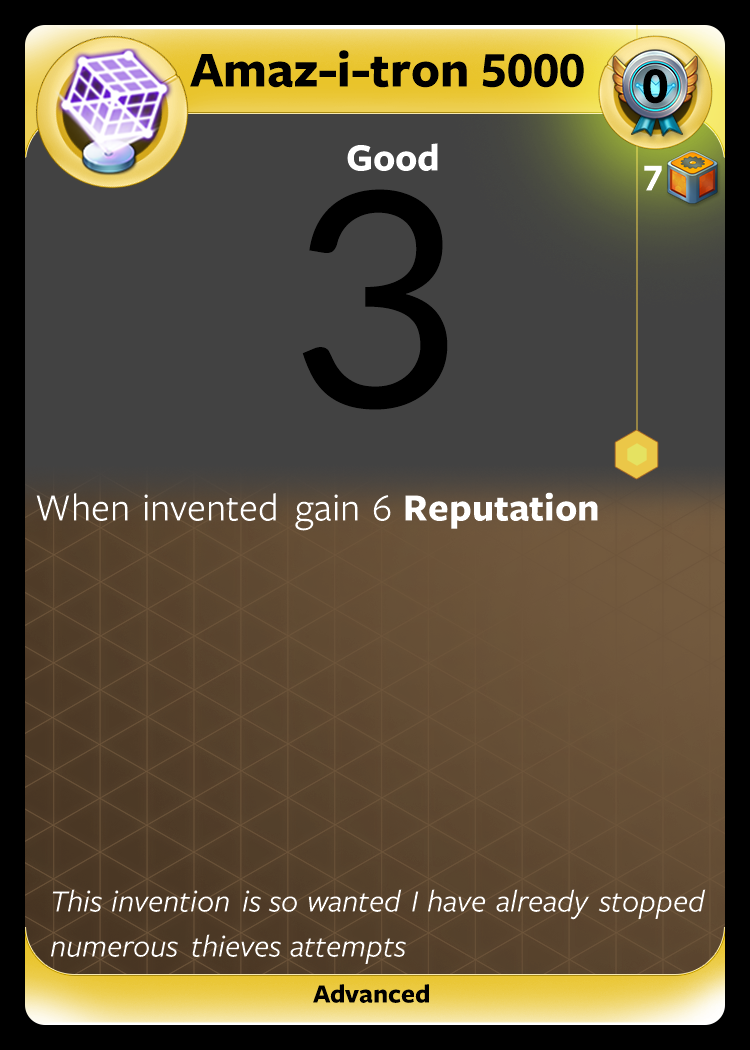 Amaz-i-tron 5000
0
Good
7
3
When invented gain 6 Reputation
This invention is so wanted I have already stopped
numerous thieves attempts
Advanced